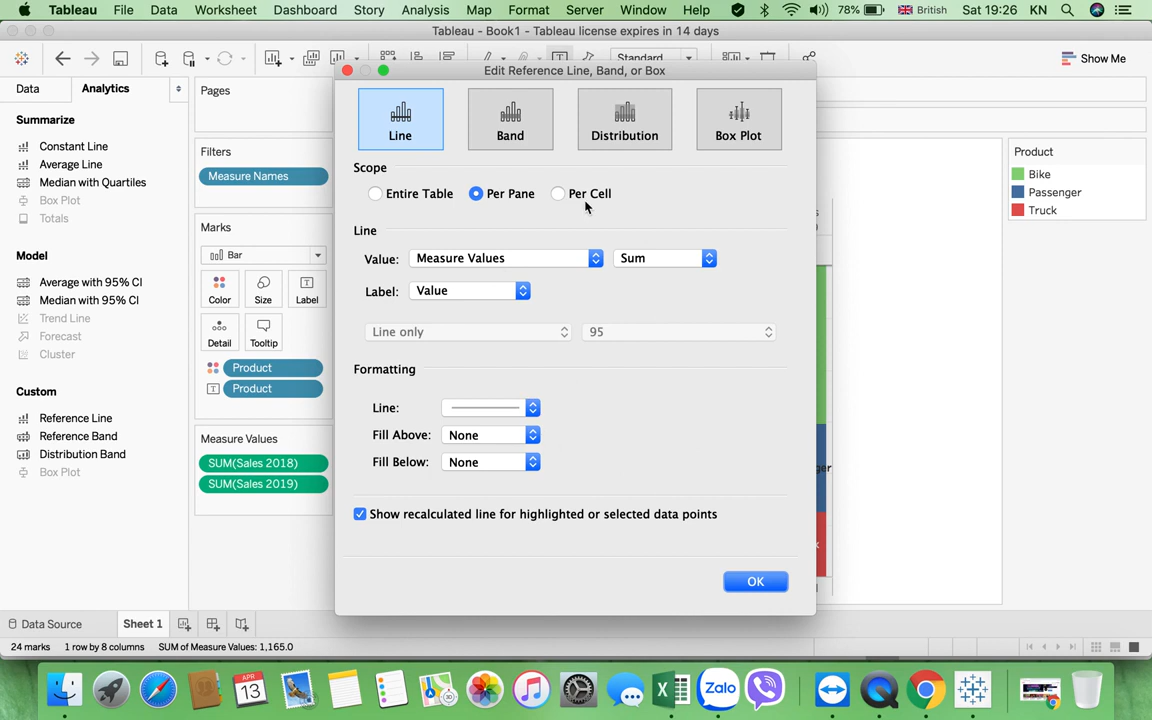 Tableau File Data Worksheet Dashboard Story Analysis Map Format Server Window Help 78% British Sat 19:26 KN
Tableau - Book1 - Tableau license expires in 14 days
Standard Show Me
Edit Reference Line, Band, or Box
Data Analytics
Pages
Summarize
Constant Line
Average Line
Median with Quartiles
Box Plot
Totals
Model
Average with 95% CI
Median with 95% CI
Trend Line
Forecast
Cluster
Custom
Reference Line
Reference Band
Distribution Band
Box Plot
Filters
Measure Names
Marks
Bar
Color Size Label
Detail Tooltip
Product
Product
Measure Values
SUM(Sales 2018)
SUM(Sales 2019)
Line Band Distribution Box Plot
Scope
Entire Table Per Pane Per Cell
Line
Value: Measure Values Sum
Label: Value
Line only 95
Formatting
Line:
Fill Above: None
Fill Below: None
Show recalculated line for highlighted or selected data points
OK
Product
Bike
Passenger
Truck
ger
Data Source Sheet 1
24 marks 1 row by 8 columns SUM of Measure Values: 1,165.0
APR
13
Zalo